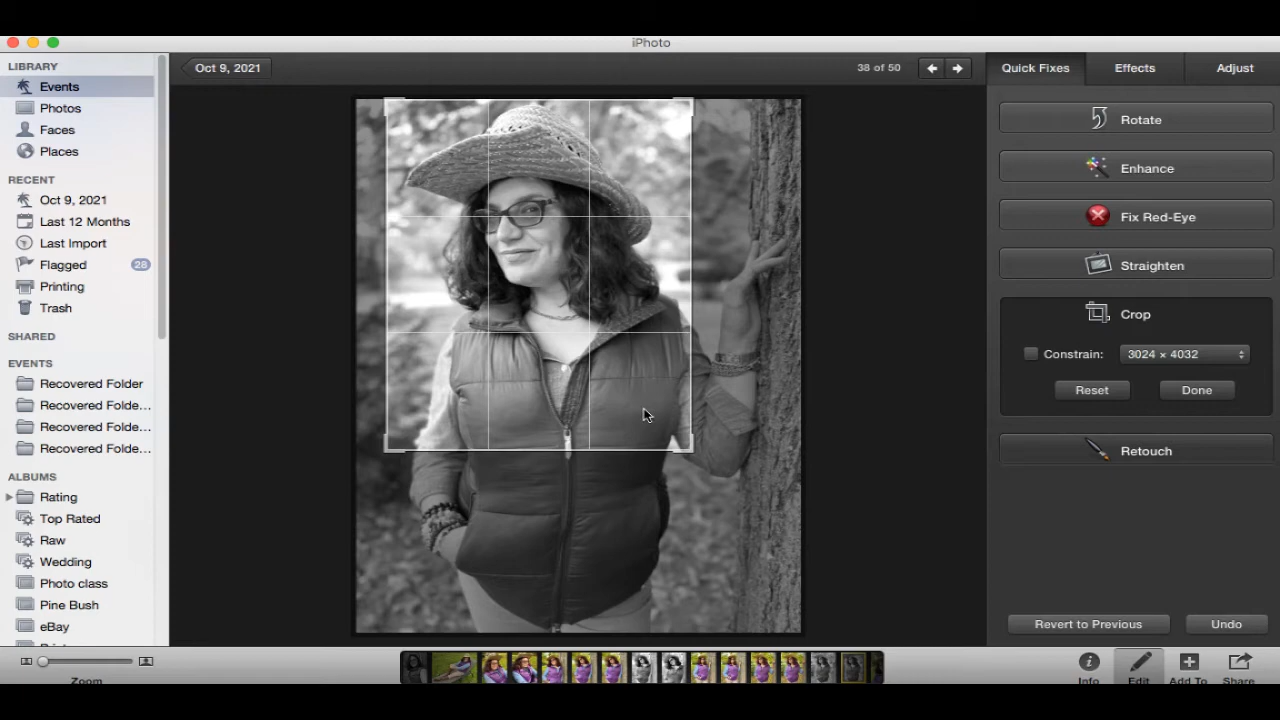 iPhoto
LIBRARY
Events
Photos
Faces
Places
RECENT
Oct 9, 2021
Last 12 Months
Last Import
Flagged 28
Printing
Trash
SHARED
EVENTS
Recovered Folder
Recovered Folde...
Recovered Folde...
Recovered Folde...
ALBUMS
Rating
Top Rated
Raw
Wedding
Photo class
Pine Bush
eBay
Zoom
Oct 9, 2021
38 of 50
Quick Fixes Effects Adjust
Rotate
Enhance
Fix Red-Eye
Straighten
Crop
Constrain: 3024 × 4032
Reset Done
Retouch
Revert to Previous Undo
Info Edit Add To Share